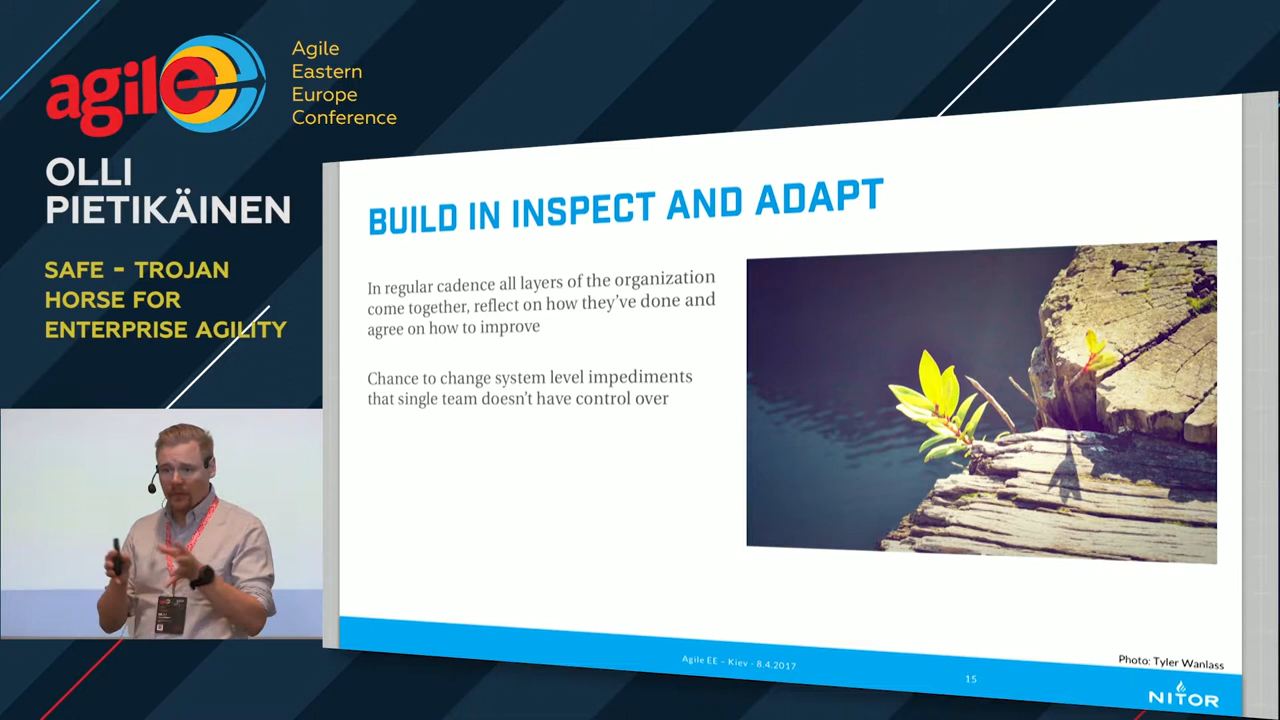 agile
Agile
Eastern
Europe
Conference
OLLI
PIETIKÄINEN
SAFE - TROJAN
HORSE FOR
ENTERPRISE AGILITY
BUILD IN INSPECT AND ADAPT
In regular cadence all layers of the organization
come together, reflect on how they've done and
agree on how to improve
Chance to change system level impediments
that single team doesn't have control over
Photo: Tyler Wanlass
Agile EE – Kiev - 8.4.2017
15
NITOR